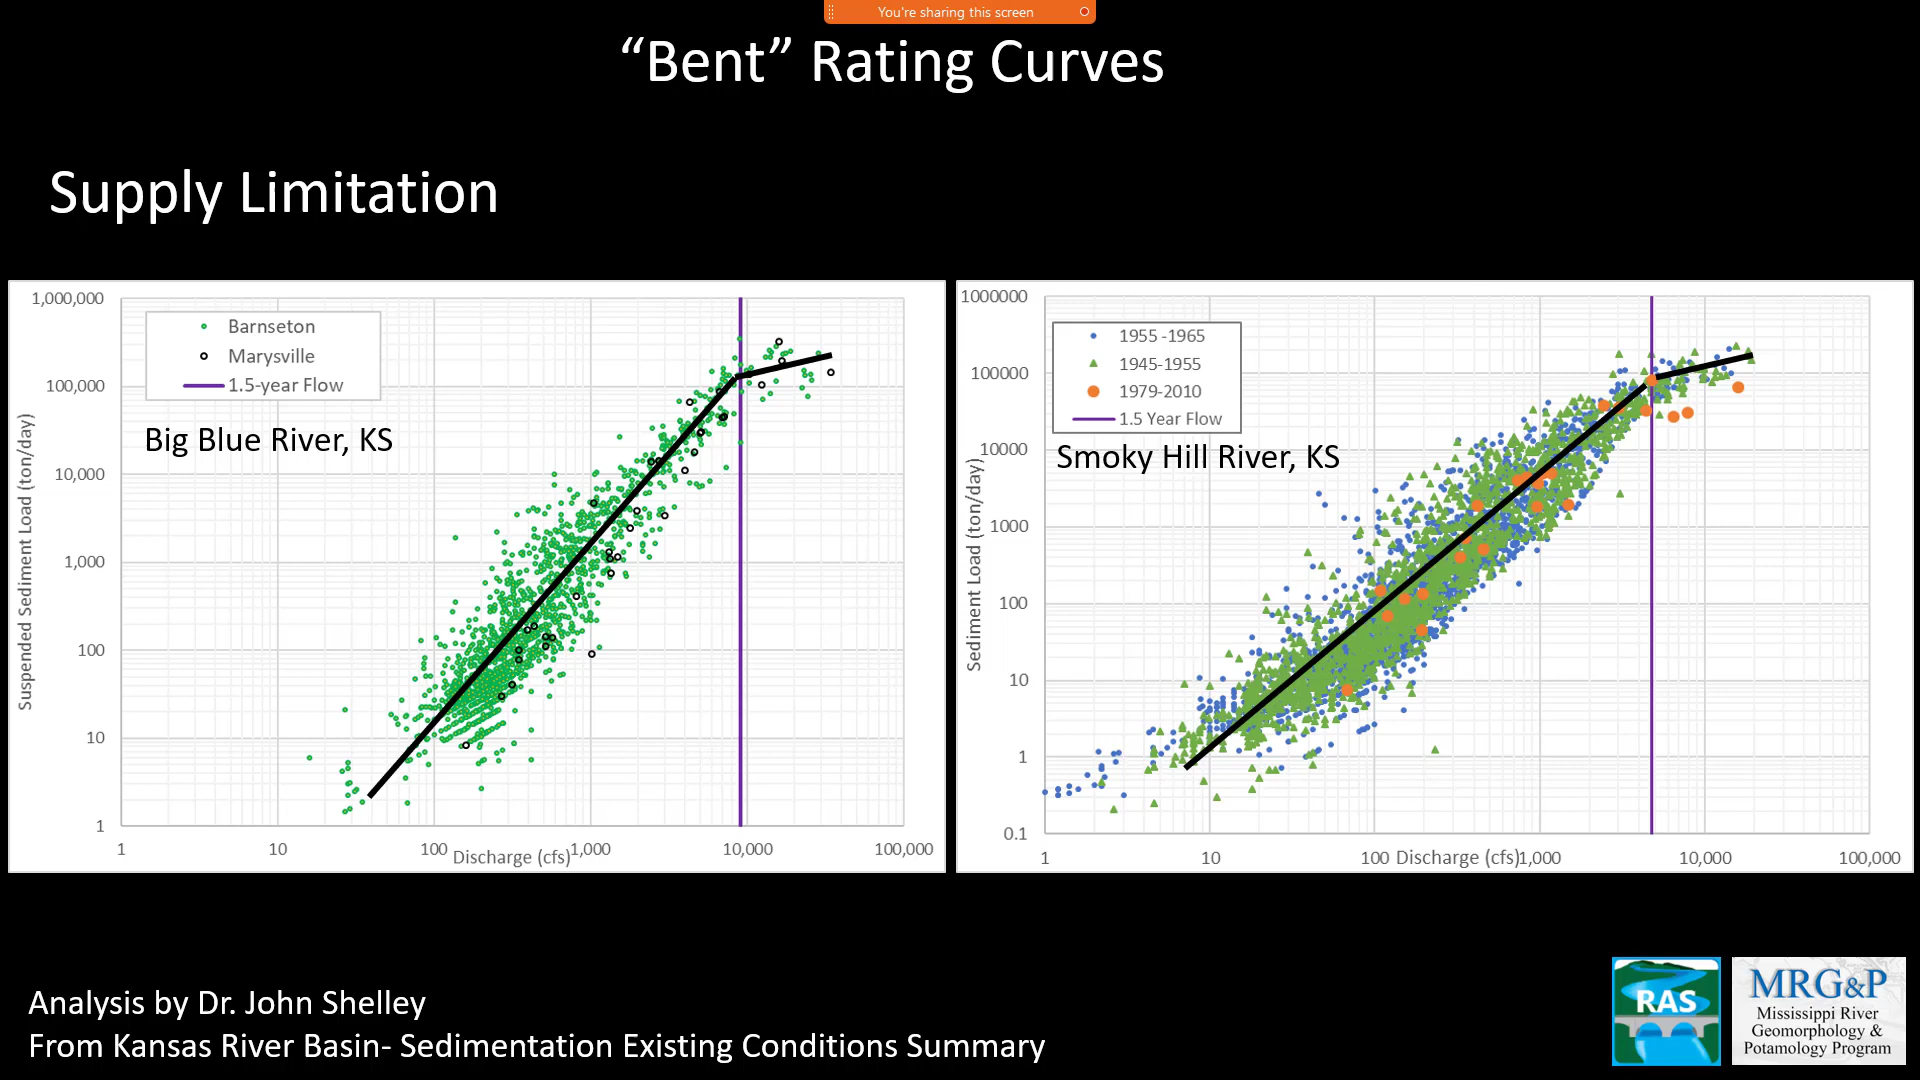 You're sharing this screen
“Bent” Rating Curves
Supply Limitation
1,000,000
100,000
10,000
1,000
100
10
1
Suspended Sediment Load (ton/day)
Barnseton
Marysville
1.5-year Flow
Big Blue River, KS
1
10
100
1,000
10,000
100,000
Discharge (cfs)
1000000
100000
10000
1000
100
10
1
0.1
Sediment Load (ton/day)
1955 -1965
1945-1955
1979-2010
1.5 Year Flow
Smoky Hill River, KS
1
10
100
1,000
10,000
100,000
Discharge (cfs)
Analysis by Dr. John Shelley
From Kansas River Basin- Sedimentation Existing Conditions Summary
RAS
MRG&P
Mississippi River
Geomorphology &
Potamology Program